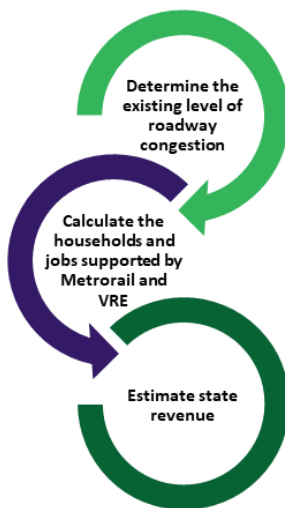 Determine the
existing level of
roadway
congestion
Calculate the
households and
jobs supported by
Metrorail and
VRE
Estimate state
revenue